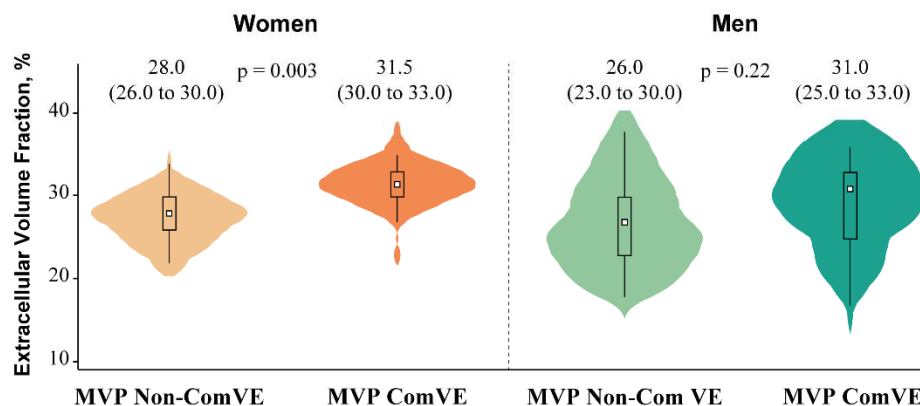 Women
Men
28.0
(26.0 to 30.0)
p = 0.003
31.5
(30.0 to 33.0)
26.0
(23.0 to 30.0)
p = 0.22
31.0
(25.0 to 33.0)
Extracellular Volume Fraction, %
40
30
20
10
MVP Non-ComVE
MVP ComVE
MVP Non-Com VE
MVP ComVE